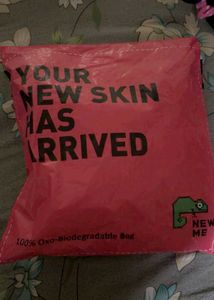 YOUR
NEW SKIN
HAS
ARRIVED
NEW
ME
100% Oxo-Biodegradable Bag